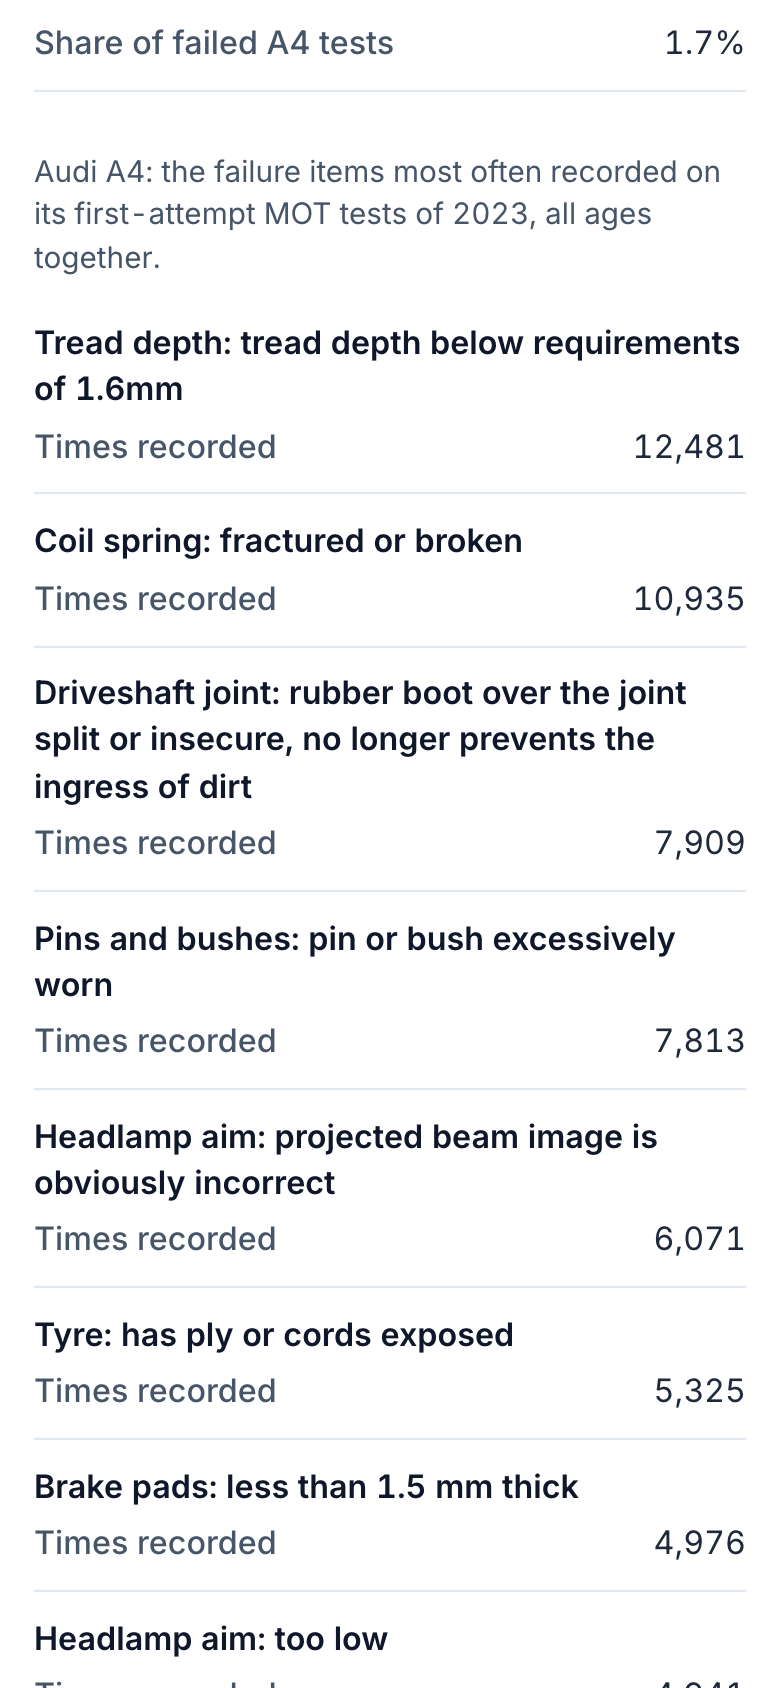 Share of failed A4 tests 1.7%
Audi A4: the failure items most often recorded on
its first-attempt MOT tests of 2023, all ages
together.
Tread depth: tread depth below requirements
of 1.6mm
Times recorded 12,481
Coil spring: fractured or broken
Times recorded 10,935
Driveshaft joint: rubber boot over the joint
split or insecure, no longer prevents the
ingress of dirt
Times recorded 7,909
Pins and bushes: pin or bush excessively
worn
Times recorded 7,813
Headlamp aim: projected beam image is
obviously incorrect
Times recorded 6,071
Tyre: has ply or cords exposed
Times recorded 5,325
Brake pads: less than 1.5 mm thick
Times recorded 4,976
Headlamp aim: too low